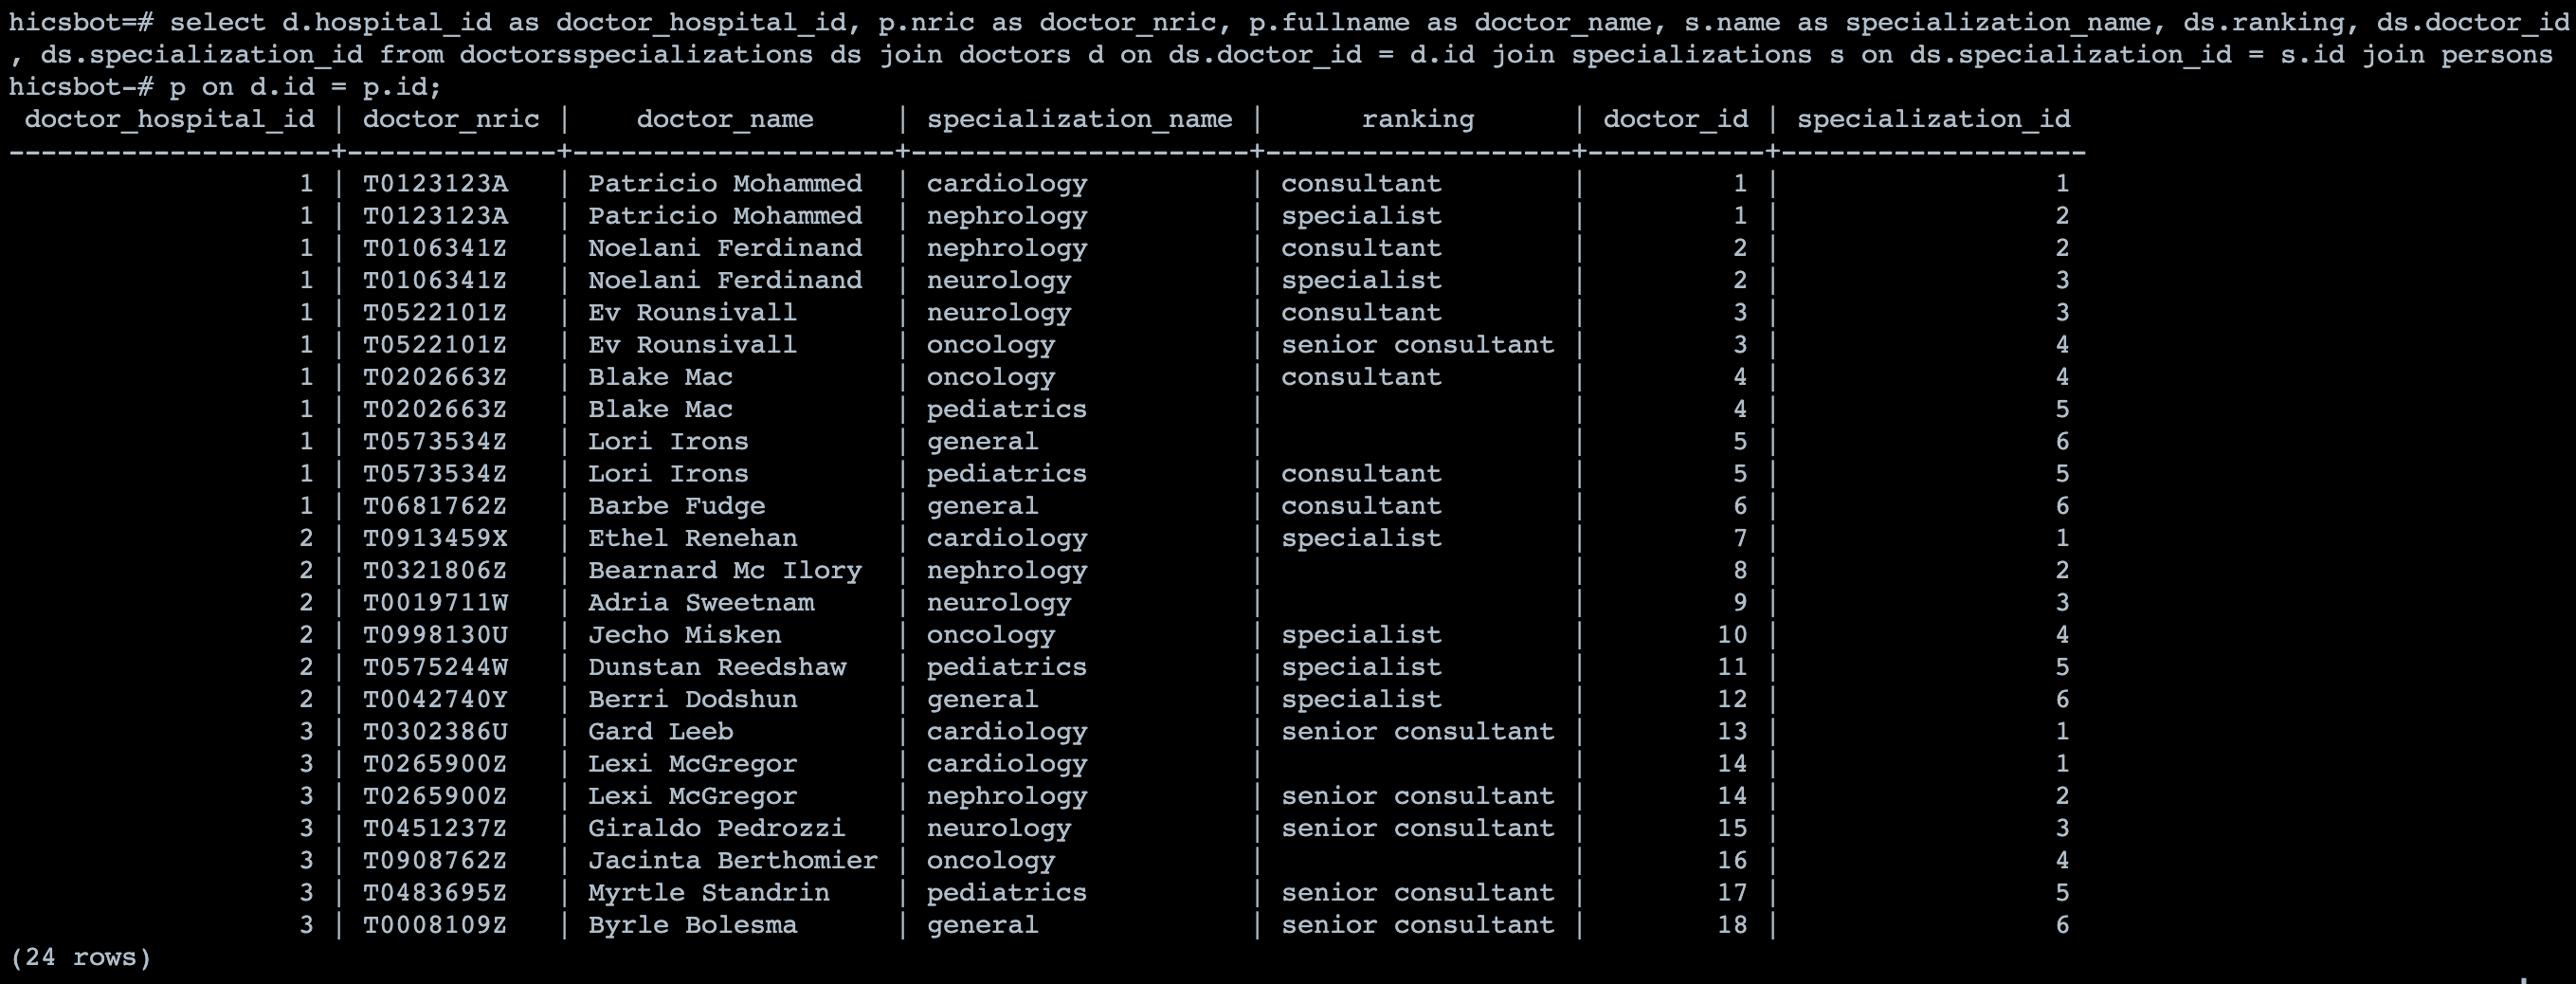 hicsbot=# select d.hospital_id as doctor_hospital_id, p.nric as doctor_nric, p.fullname as doctor_name, s.name as specialization_name, ds.ranking, ds.doctor_id
, ds.specialization_id from doctorsspecializations ds join doctors d on ds.doctor_id = d.id join specializations s on ds.specialization_id = s.id join persons
hicsbot-# p on d.id = p.id;
 doctor_hospital_id | doctor_nric |    doctor_name     | specialization_name |      ranking      | doctor_id | specialization_id
--------------------+-------------+--------------------+---------------------+-------------------+-----------+-------------------
                  1 | T0123123A   | Patricio Mohammed  | cardiology          | consultant        |         1 |                 1
                  1 | T0123123A   | Patricio Mohammed  | nephrology          | specialist        |         1 |                 2
                  1 | T0106341Z   | Noelani Ferdinand  | nephrology          | consultant        |         2 |                 2
                  1 | T0106341Z   | Noelani Ferdinand  | neurology           | specialist        |         2 |                 3
                  1 | T0522101Z   | Ev Rounsivall      | neurology           | consultant        |         3 |                 3
                  1 | T0522101Z   | Ev Rounsivall      | oncology            | senior consultant |         3 |                 4
                  1 | T0202663Z   | Blake Mac          | oncology            | consultant        |         4 |                 4
                  1 | T0202663Z   | Blake Mac          | pediatrics          |                   |         4 |                 5
                  1 | T0573534Z   | Lori Irons         | general             |                   |         5 |                 6
                  1 | T0573534Z   | Lori Irons         | pediatrics          | consultant        |         5 |                 5
                  1 | T0681762Z   | Barbe Fudge        | general             | consultant        |         6 |                 6
                  2 | T0913459X   | Ethel Renehan      | cardiology          | specialist        |         7 |                 1
                  2 | T0321806Z   | Bearnard Mc Ilory  | nephrology          |                   |         8 |                 2
                  2 | T0019711W   | Adria Sweetnam     | neurology           |                   |         9 |                 3
                  2 | T0998130U   | Jecho Misken       | oncology            | specialist        |        10 |                 4
                  2 | T0575244W   | Dunstan Reedshaw   | pediatrics          | specialist        |        11 |                 5
                  2 | T0042740Y   | Berri Dodshun      | general             | specialist        |        12 |                 6
                  3 | T0302386U   | Gard Leeb          | cardiology          | senior consultant |        13 |                 1
                  3 | T0265900Z   | Lexi McGregor      | cardiology          |                   |        14 |                 1
                  3 | T0265900Z   | Lexi McGregor      | nephrology          | senior consultant |        14 |                 2
                  3 | T0451237Z   | Giraldo Pedrozzi   | neurology           | senior consultant |        15 |                 3
                  3 | T0908762Z   | Jacinta Berthomier | oncology            |                   |        16 |                 4
                  3 | T0483695Z   | Myrtle Standrin    | pediatrics          | senior consultant |        17 |                 5
                  3 | T0008109Z   | Byrle Bolesma      | general             | senior consultant |        18 |                 6
(24 rows)